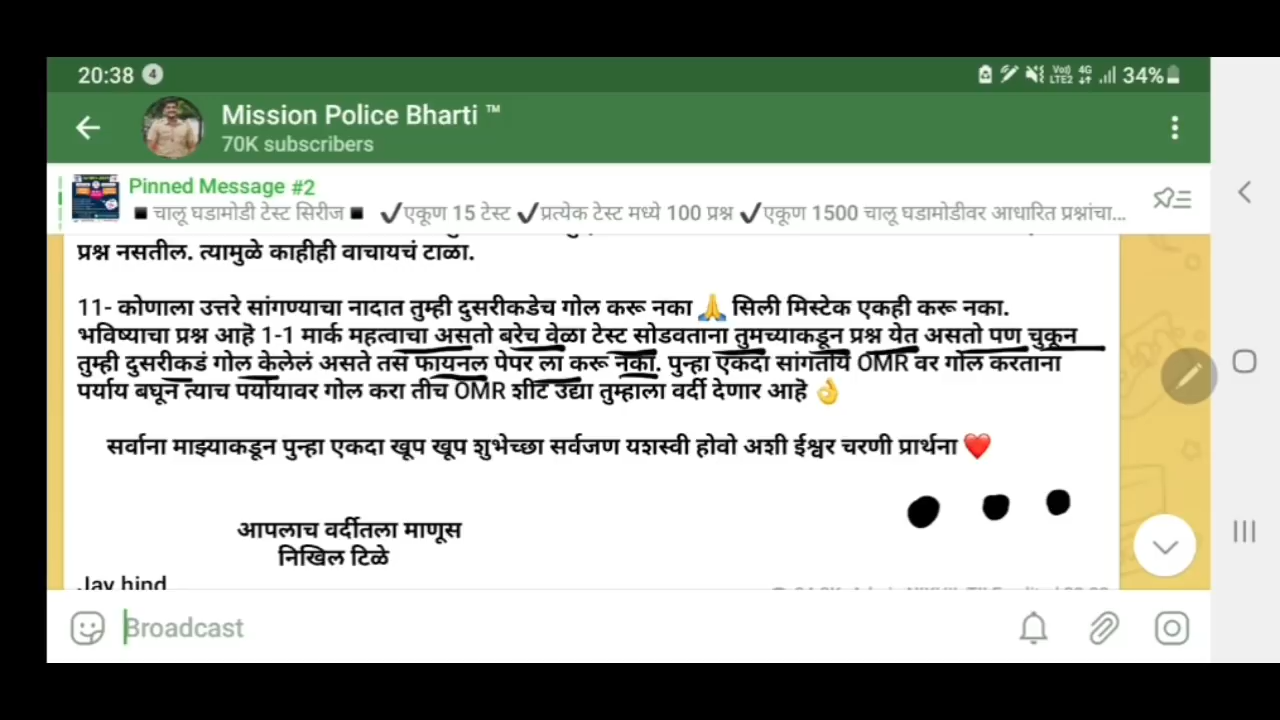 20:38 4 34%
Mission Police Bharti ™
70K subscribers
Pinned Message #2
◾चालू घडामोडी टेस्ट सिरीज◾ ✔️एकूण 15 टेस्ट ✔️प्रत्येक टेस्ट मध्ये 100 प्रश्न ✔️एकूण 1500 चालू घडामोडीवर आधारित प्रश्नांचा...
प्रश्न नसतील. त्यामुळे काहीही वाचायचं टाळा.
11- कोणाला उत्तरे सांगण्याचा नादात तुम्ही दुसरीकडेच गोल करू नका 🙏 सिली मिस्टेक एकही करू नका.
भविष्याचा प्रश्न आहे 1-1 मार्क महत्वाचा असतो बरेच वेळा टेस्ट सोडवताना तुमच्याकडून प्रश्न येत असतो पण चुकून
तुम्ही दुसरीकडं गोल केलेलं असते तसं फायनल पेपर ला करू नका. पुन्हा एकदा सांगतोय OMR वर गोल करताना
पर्याय बघून त्याच पर्यायावर गोल करा तीच OMR शीट उद्या तुम्हाला वर्दी देणार आहे 👌
सर्वाना माझ्याकडून पुन्हा एकदा खूप खूप शुभेच्छा सर्वजण यशस्वी होवो अशी ईश्वर चरणी प्रार्थना ❤️
आपलाच वर्दीतला माणूस
निखिल टिळे
Jay hind
Broadcast